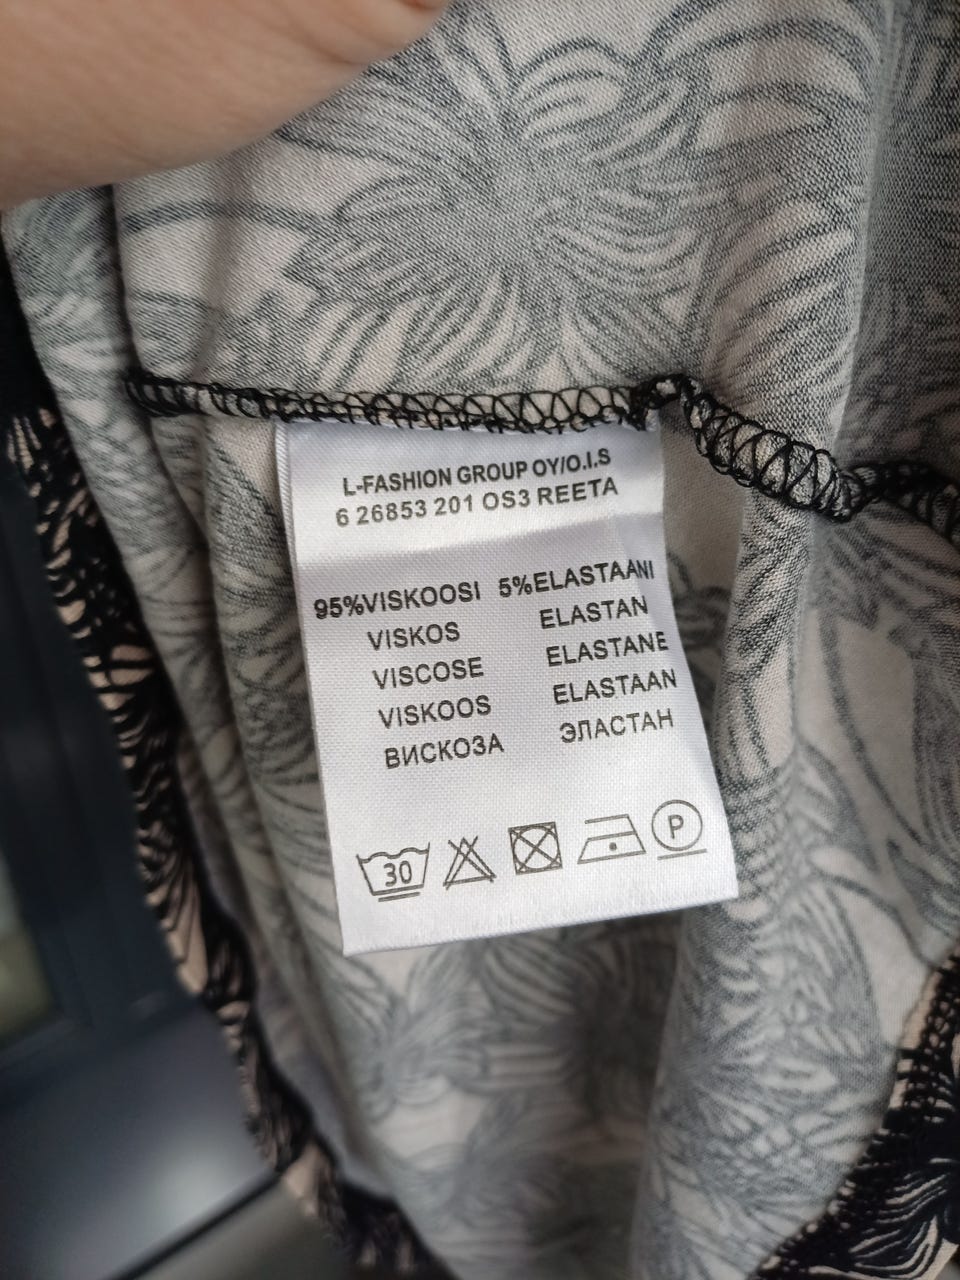 L-FASHION GROUP OY/O.I.S
6 26853 201 OS3 REETA
95%VISKOOSI 5%ELASTAANI
VISKOS ELASTAN
VISCOSE ELASTANE
VISKOOS ELASTAAN
ВИСКОЗА ЭЛАСТАН
30 P